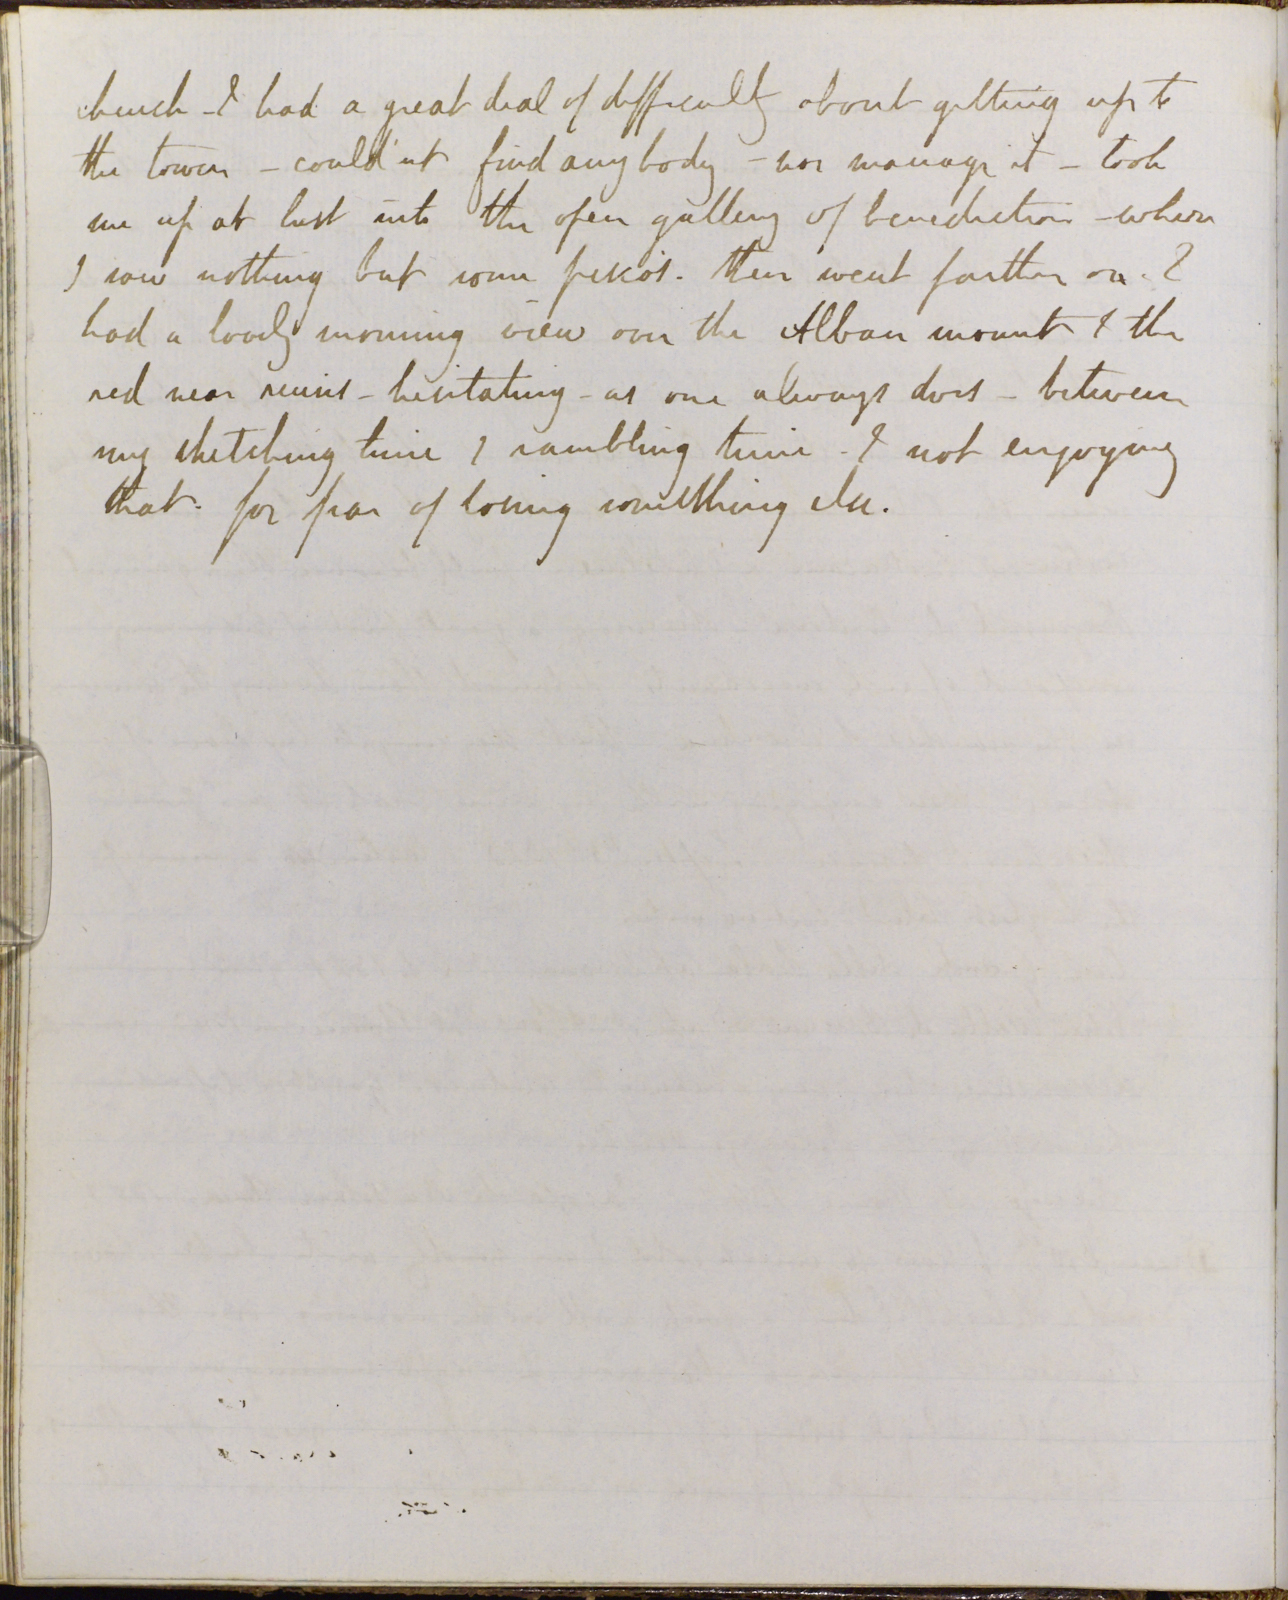 church - & had a great deal of difficulty about getting up to
the tower - could'nt find anybody - nor manage it - took
me up at last into the open gallery of benediction - where
I saw nothing but some frescos. then went farther on. &
had a lovely morning view over the Alban mount & the
red near ruins - hesitating - as one always does - between
my sketching time & rambling time - & not enjoying
that. for fear of losing something else.